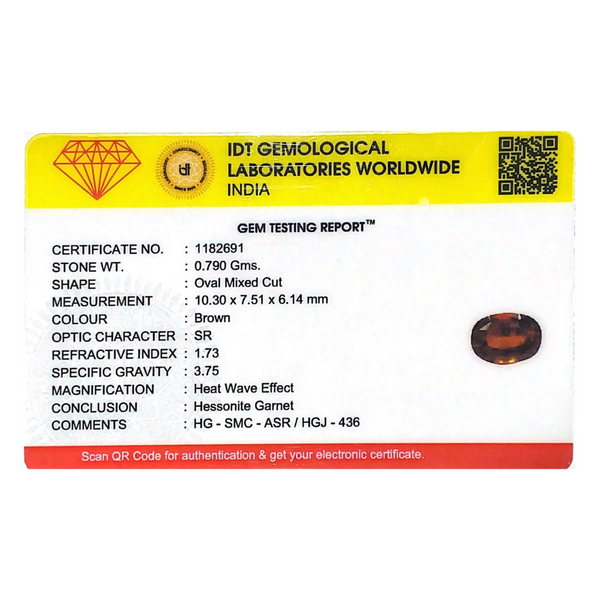 IDT GEMOLOGICAL
LABORATORIES WORLDWIDE
INDIA
GEM TESTING REPORT™
CERTIFICATE NO. : 1182691
STONE WT. : 0.790 Gms.
SHAPE : Oval Mixed Cut
MEASUREMENT : 10.30 x 7.51 x 6.14 mm
COLOUR : Brown
OPTIC CHARACTER : SR
REFRACTIVE INDEX : 1.73
SPECIFIC GRAVITY : 3.75
MAGNIFICATION : Heat Wave Effect
CONCLUSION : Hessonite Garnet
COMMENTS : HG - SMC - ASR / HGJ - 436
Scan QR Code for authentication & get your electronic certificate.